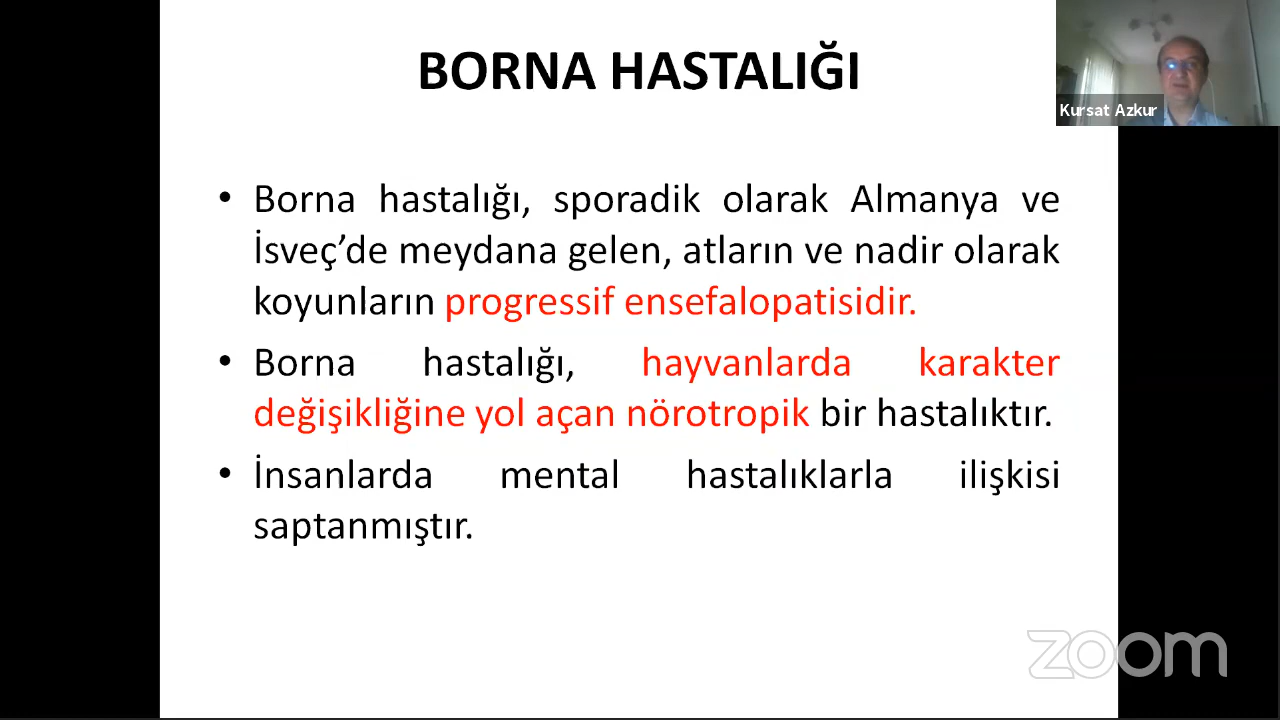 BORNA HASTALIĞI
Kursat Azkur
• Borna hastalığı, sporadik olarak Almanya ve
İsveç’de meydana gelen, atların ve nadir olarak
koyunların progressif ensefalopatisidir.
• Borna hastalığı, hayvanlarda karakter
değişikliğine yol açan nörotropik bir hastalıktır.
• İnsanlarda mental hastalıklarla ilişkisi
saptanmıştır.
zoom